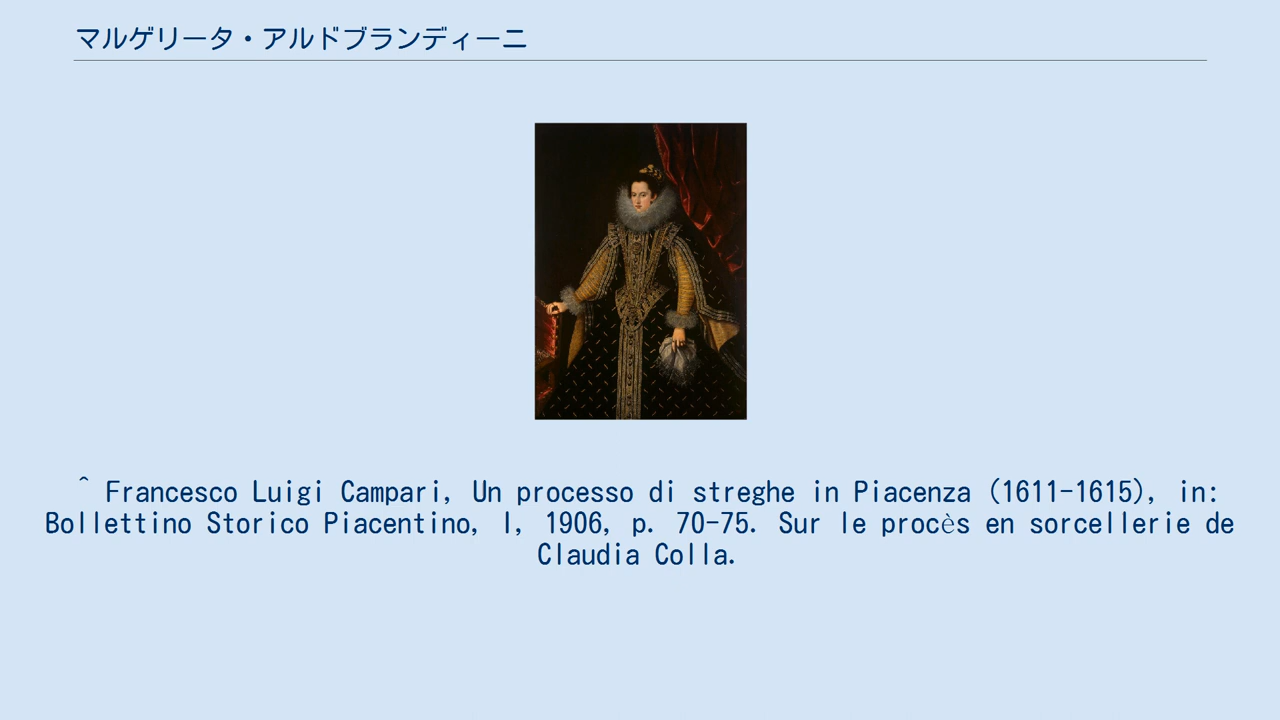 マルゲリータ・アルドブランディーニ
^ Francesco Luigi Campari, Un processo di streghe in Piacenza (1611-1615), in:
Bollettino Storico Piacentino, I, 1906, p. 70-75. Sur le procès en sorcellerie de
Claudia Colla.